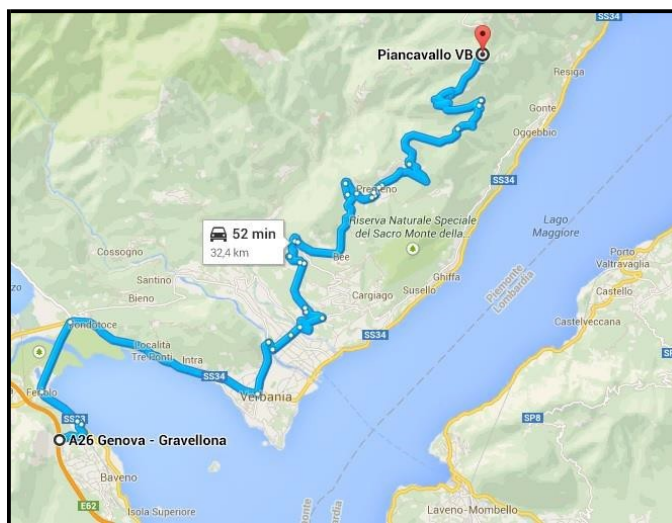 SS34
Piancavallo VB
Resiga
Gonte
Oggebbio
SS34
Premeno
52 min
32,4 km
Riserva Naturale Speciale
del Sacro Monte della
Lago
Maggiore
Cossogno
Bee
Porto
Valtravaglia
Santino
Ghiffa
Piemonte
Lombardia
Castello
Bieno
Cargiago
Susello
Castelveccana
Fondotoce
Località
Tre Ponti
Intra
SS34
SS34
Verbania
SS33
SP8
A26 Genova - Gravellona
Baveno
E62
Isola Superiore
Laveno-Mombello